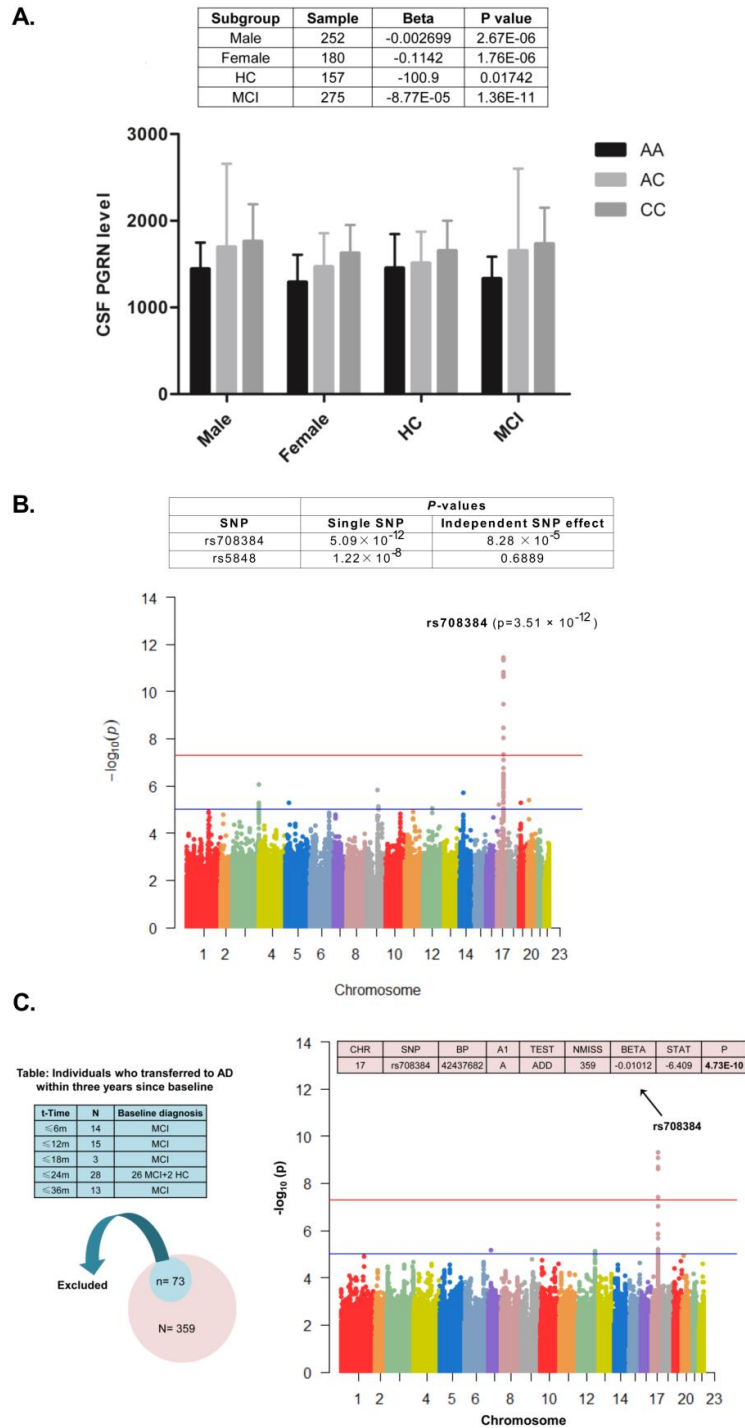 A.
Subgroup Sample Beta P value
Male 252 -0.002699 2.67E-06
Female 180 -0.1142 1.76E-06
HC 157 -100.9 0.01742
MCI 275 -8.77E-05 1.36E-11
3000
2000
1000
0
CSF PGRN level
AA
AC
CC
Male Female HC MCI
B.
P-values
SNP Single SNP Independent SNP effect
rs708384 5.09 × 10-12 8.28 × 10-5
rs5848 1.22 × 10-8 0.6889
rs708384 (p=3.51 × 10-12 )
14
12
10
8
6
4
2
0
−log10(p)
1 2 4 5 6 8 10 12 14 17 20 23
Chromosome
C.
Table: Individuals who transferred to AD
within three years since baseline
t-Time N Baseline diagnosis
≤6m 14 MCI
≤12m 15 MCI
≤18m 3 MCI
≤24m 28 26 MCI+2 HC
≤36m 13 MCI
Excluded
n= 73
N= 359
CHR SNP BP A1 TEST NMISS BETA STAT P
17 rs708384 42437682 A ADD 359 -0.01012 -6.409 4.73E-10
rs708384
14
12
10
8
6
4
2
0
-log10 (p)
1 2 4 5 6 8 10 12 14 17 20 23
Chromosome